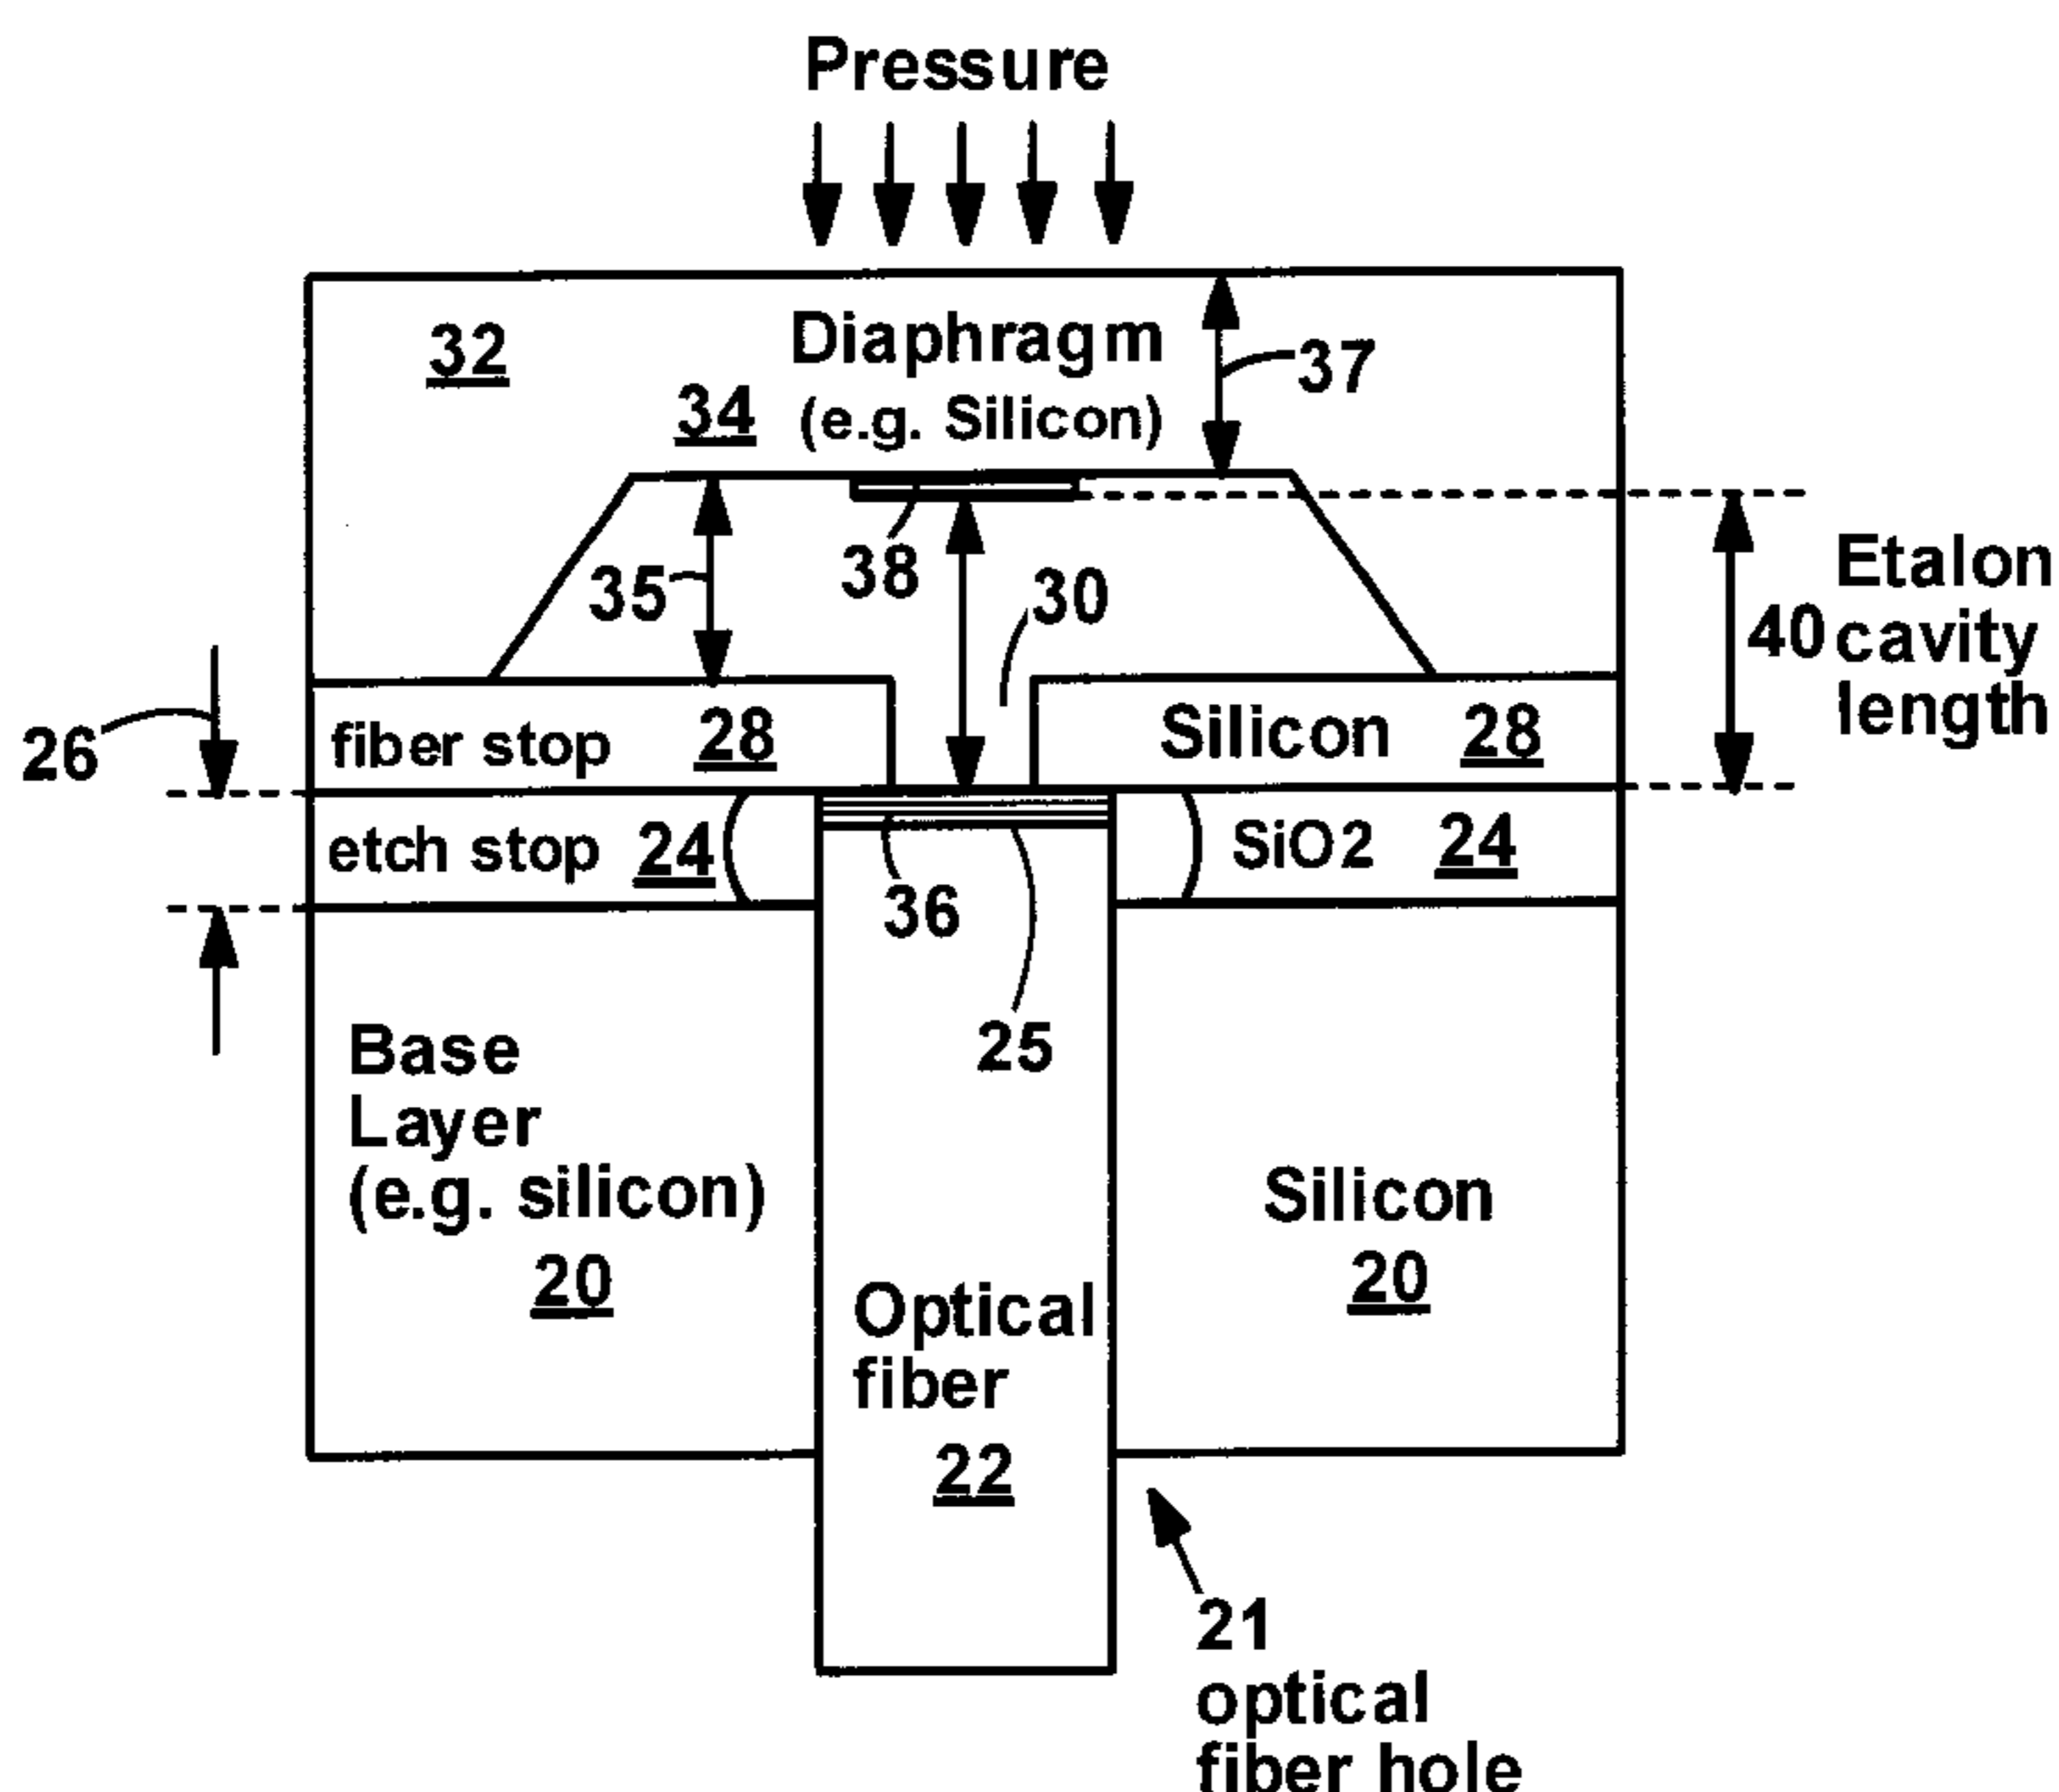 Pressure
32
Diaphragm
37
34
(e.g. Silicon)
35
38
30
Etalon
40 cavity
length
26
fiber stop 28
Silicon 28
etch stop 24
SiO2 24
36
25
Base
Layer
(e.g. silicon)
20
Silicon
20
Optical
fiber
22
21
optical
fiber hole